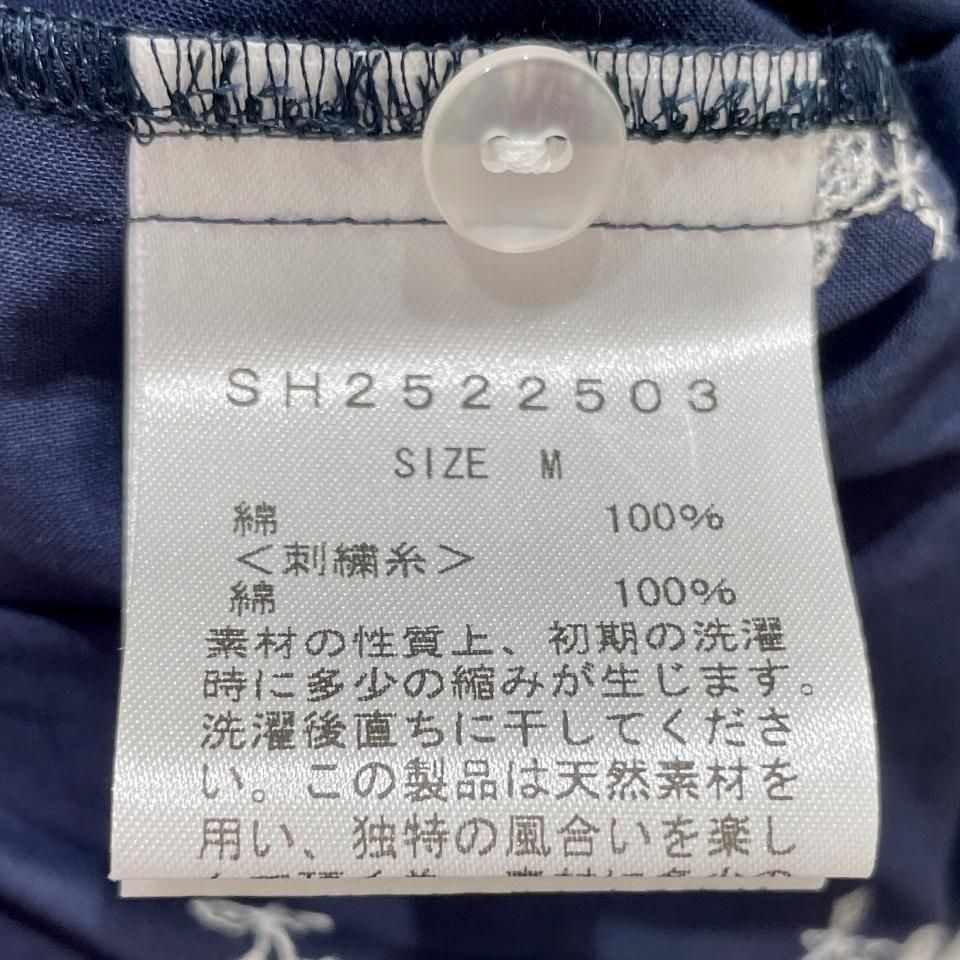 SH2522503
SIZE M
綿 100%
＜刺繍糸＞
綿 100%
素材の性質上、初期の洗濯
時に多少の縮みが生じます。
洗濯後直ちに干してくださ
い。この製品は天然素材を
用い、独特の風合いを楽し